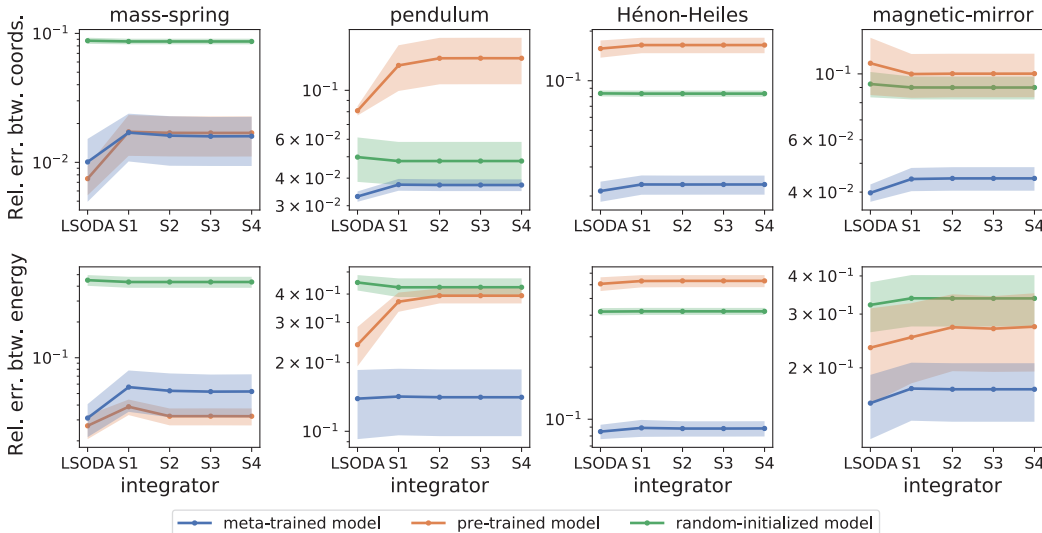 mass-spring
pendulum
Hénon-Heiles
magnetic-mirror
Rel. err. btw. coords.
10⁻¹
10⁻²
LSODA S1 S2 S3 S4
10⁻¹
6 × 10⁻²
4 × 10⁻²
3 × 10⁻²
LSODA S1 S2 S3 S4
10⁻¹
LSODA S1 S2 S3 S4
10⁻¹
4 × 10⁻²
LSODA S1 S2 S3 S4
Rel. err btw. energy
10⁻¹
LSODA S1 S2 S3 S4
integrator
4 × 10⁻¹
3 × 10⁻¹
2 × 10⁻¹
10⁻¹
LSODA S1 S2 S3 S4
integrator
10⁻¹
LSODA S1 S2 S3 S4
integrator
4 × 10⁻¹
3 × 10⁻¹
2 × 10⁻¹
LSODA S1 S2 S3 S4
integrator
meta-trained model
pre-trained model
random-initialized model